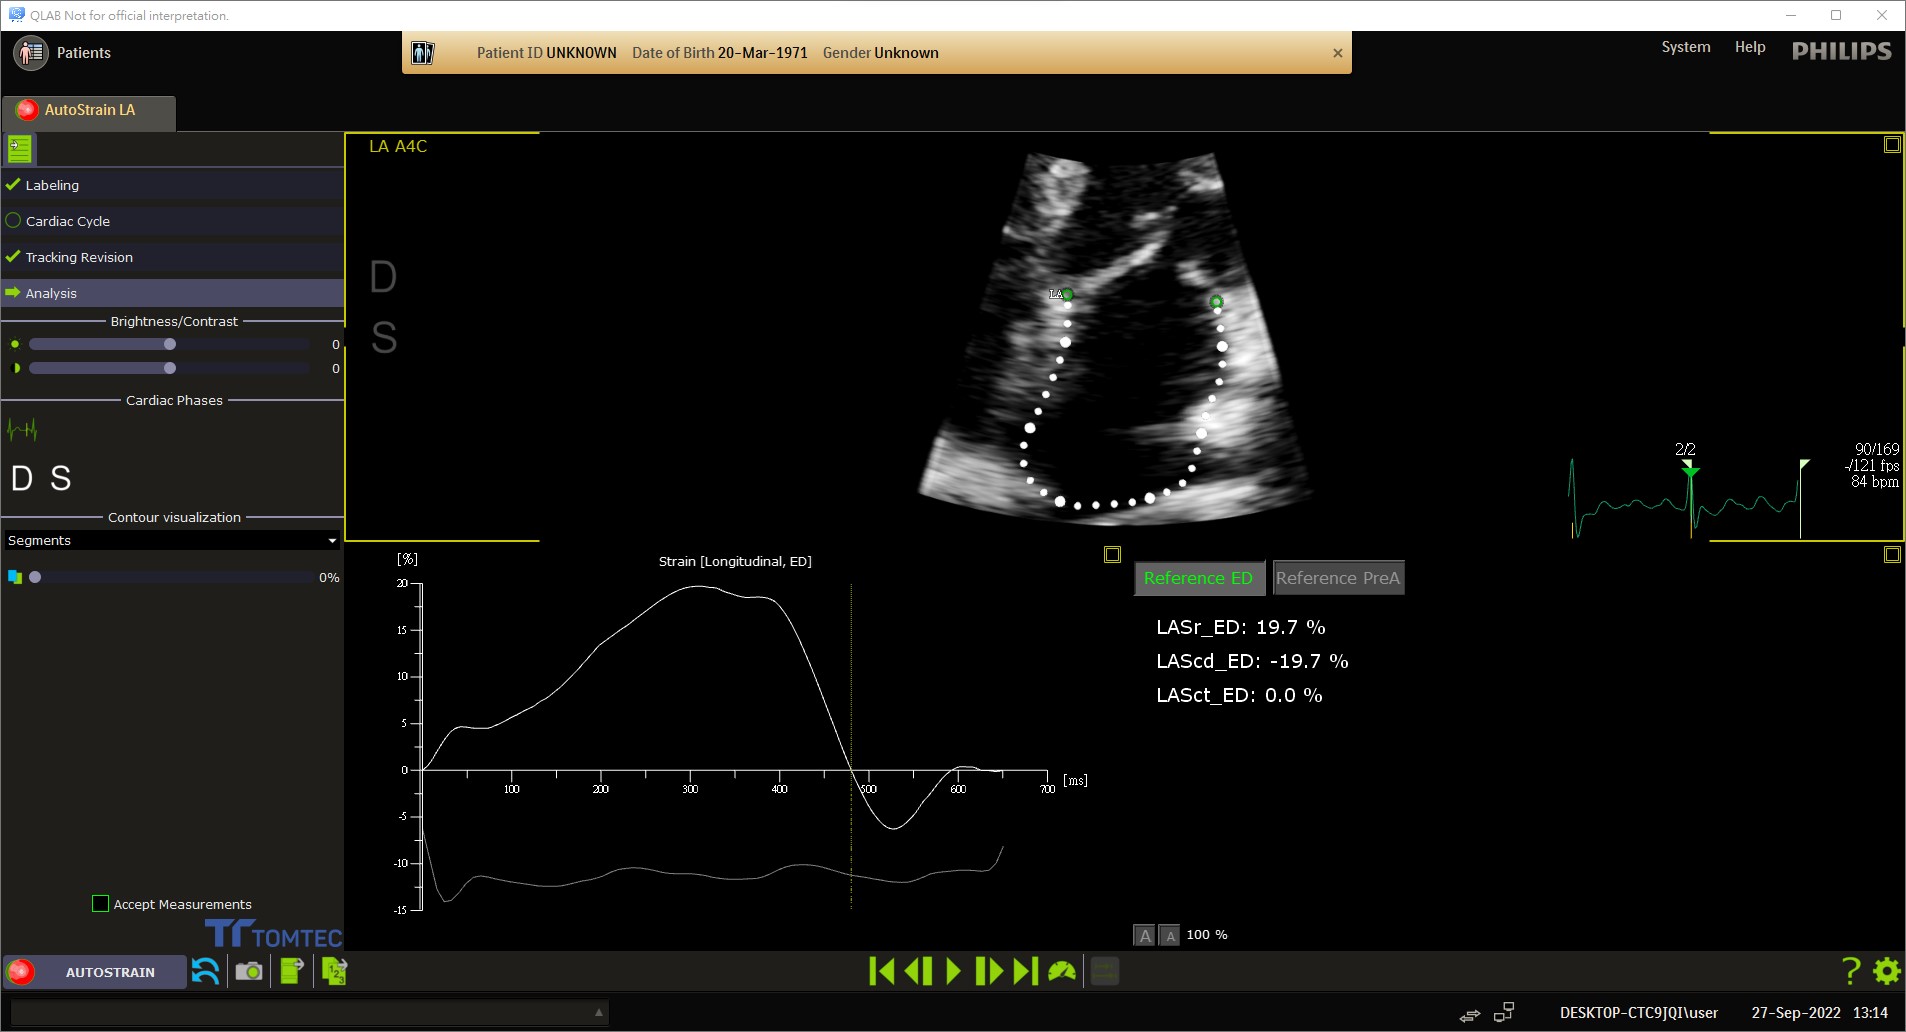 QLAB Not for official interpretation.
Patients
Patient ID UNKNOWN Date of Birth 20-Mar-1971 Gender Unknown
System Help PHILIPS
AutoStrain LA
Labeling
Cardiac Cycle
Tracking Revision
Analysis
Brightness/Contrast
0
0
Cardiac Phases
D S
Contour visualization
Segments
0%
Accept Measurements
TOMTEC
LA A4C
D
S
LA
2/2
90/169
-/121 fps
84 bpm
[%]
Strain [Longitudinal, ED]
20
15
10
5
0
-5
-10
-15
100 200 300 400 500 600 700 [ms]
Reference ED Reference PreA
LASr_ED: 19.7 %
LAScd_ED: -19.7 %
LASct_ED: 0.0 %
A A 100 %
AUTOSTRAIN
DESKTOP-CTC9JQI\user 27-Sep-2022 13:14